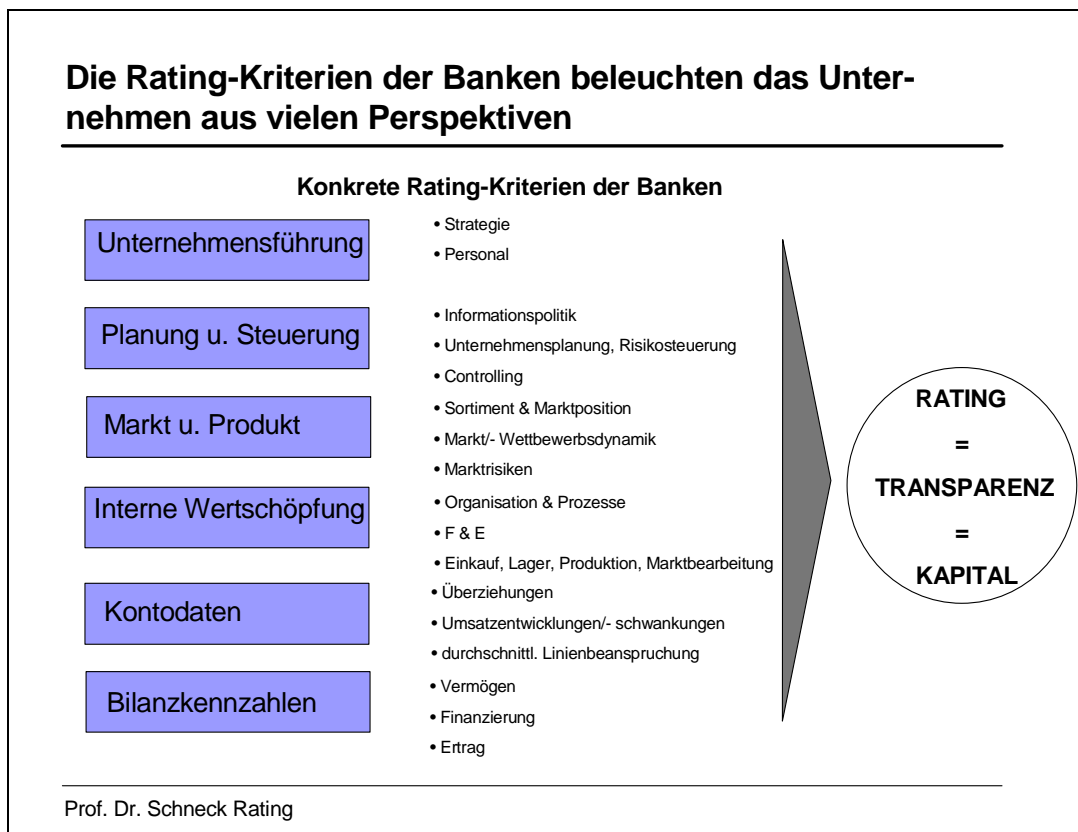 Die Rating-Kriterien der Banken beleuchten das Unter-
nehmen aus vielen Perspektiven
Konkrete Rating-Kriterien der Banken
Unternehmensführung
• Strategie
• Personal
Planung u. Steuerung
• Informationspolitik
• Unternehmensplanung, Risikosteuerung
• Controlling
Markt u. Produkt
• Sortiment & Marktposition
• Markt/- Wettbewerbsdynamik
• Marktrisiken
Interne Wertschöpfung
• Organisation & Prozesse
• F & E
• Einkauf, Lager, Produktion, Marktbearbeitung
Kontodaten
• Überziehungen
• Umsatzentwicklungen/- schwankungen
• durchschnittl. Linienbeanspruchung
Bilanzkennzahlen
• Vermögen
• Finanzierung
• Ertrag
RATING
=
TRANSPARENZ
=
KAPITAL
Prof. Dr. Schneck Rating